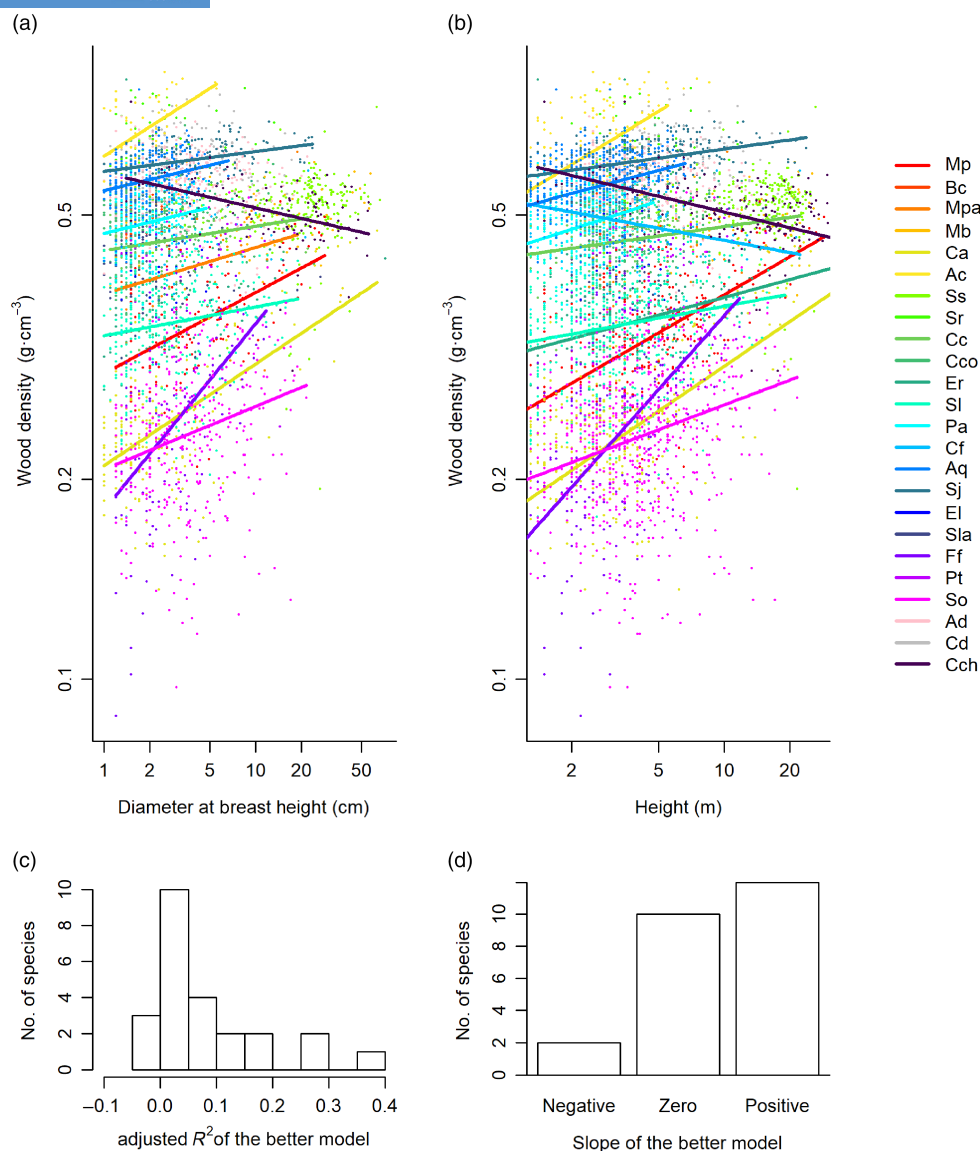 (a)
Wood density (g·cm−3)
0.5
0.2
0.1
1 2 5 10 20 50
Diameter at breast height (cm)
(b)
Wood density (g·cm−3)
0.5
0.2
0.1
2 5 10 20
Height (m)
Mp
Bc
Mpa
Mb
Ca
Ac
Ss
Sr
Cc
Cco
Er
Sl
Pa
Cf
Aq
Sj
El
Sla
Ff
Pt
So
Ad
Cd
Cch
(c)
No. of species
10
8
6
4
2
0
−0.1 0.0 0.1 0.2 0.3 0.4
adjusted R2of the better model
(d)
No. of species
10
8
6
4
2
0
Negative Zero Positive
Slope of the better model